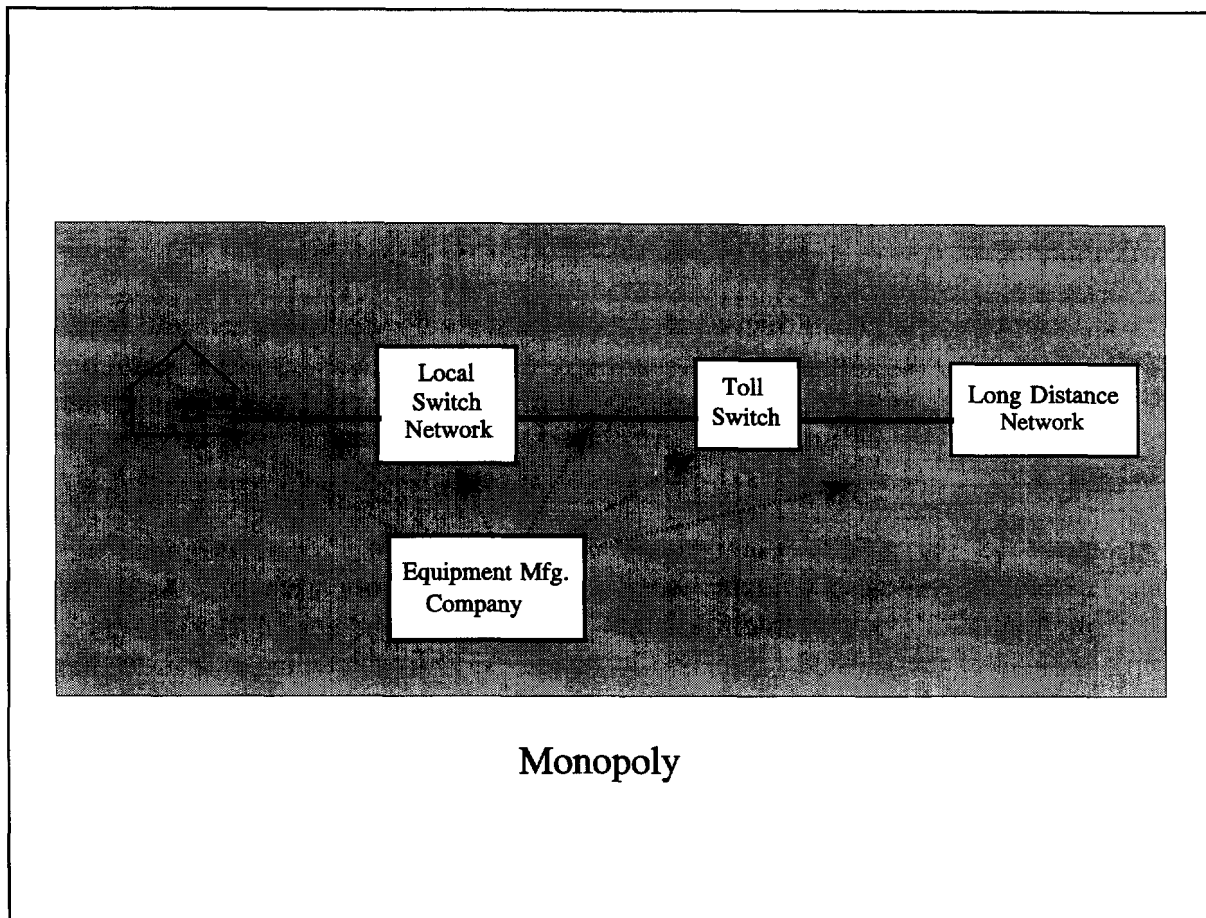 Local
Switch
Network
Toll
Switch
Long Distance
Network
Equipment Mfg.
Company
Monopoly